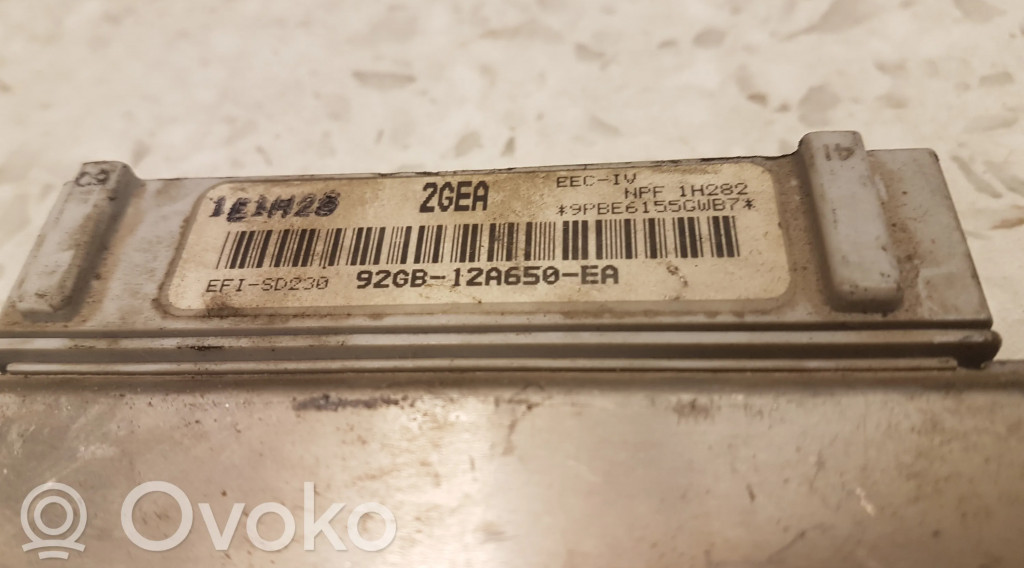 1E1H28 2GEA EEC-IV
NPF 1H282
*9PBE6155GWB7*
EFI-SD230 92GB-12A650-EA
41
Ovoko